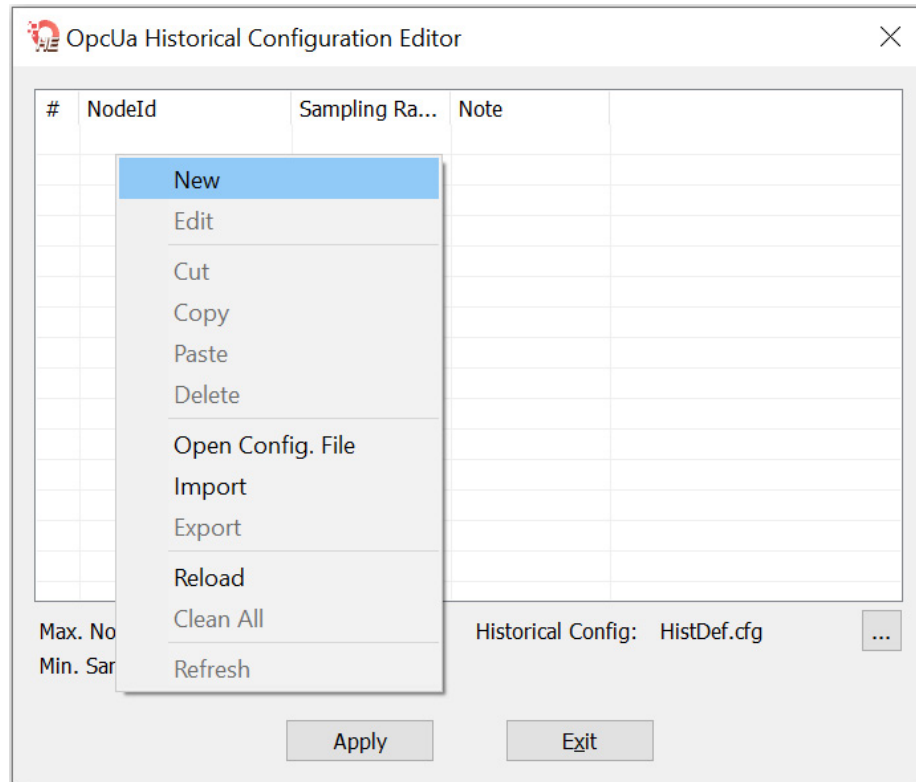 OpcUa Historical Configuration Editor
# NodeId Sampling Ra... Note
New
Edit
Cut
Copy
Paste
Delete
Open Config. File
Import
Export
Reload
Clean All
Refresh
Max. No
Historical Config: HistDef.cfg ...
Min. Sar
Apply Exit